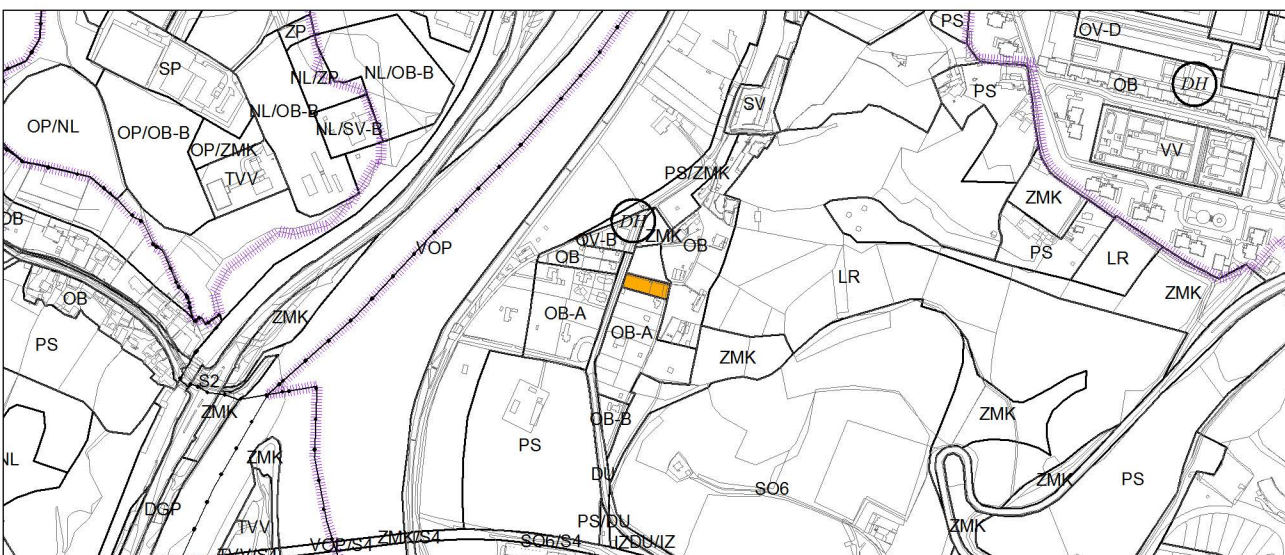 ZP
PS
OV-D
SP
NL/ZP
NL/OB-B
OB
DH
PS
SV
OP/NL
OP/OB-B
NL/OB-B
NL/SV-B
OP/ZMK
TVV
VV
PS/ZMK
ZMK
OB
DH
VOP
OV-B
ZMK
OB
PS
OB
LR
LR
ZMK
OB
ZMK
OB-A
OB-A
PS
ZMK
S2
ZMK
ZMK
OB-B
PS
ZMK
NL
DU
SO6
ZMK
PS
DGP
TVV
PS/DU
ZMK
VOP/S4
ZMK/S4
SO6/S4
IZDU/IZ